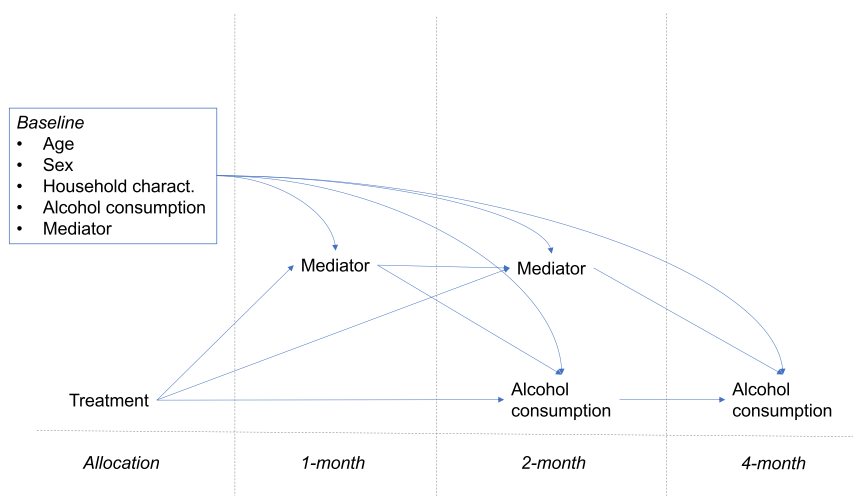 Baseline
• Age
• Sex
• Household charact.
• Alcohol consumption
• Mediator
Mediator
Mediator
Treatment
Alcohol
consumption
Alcohol
consumption
Allocation
1-month
2-month
4-month